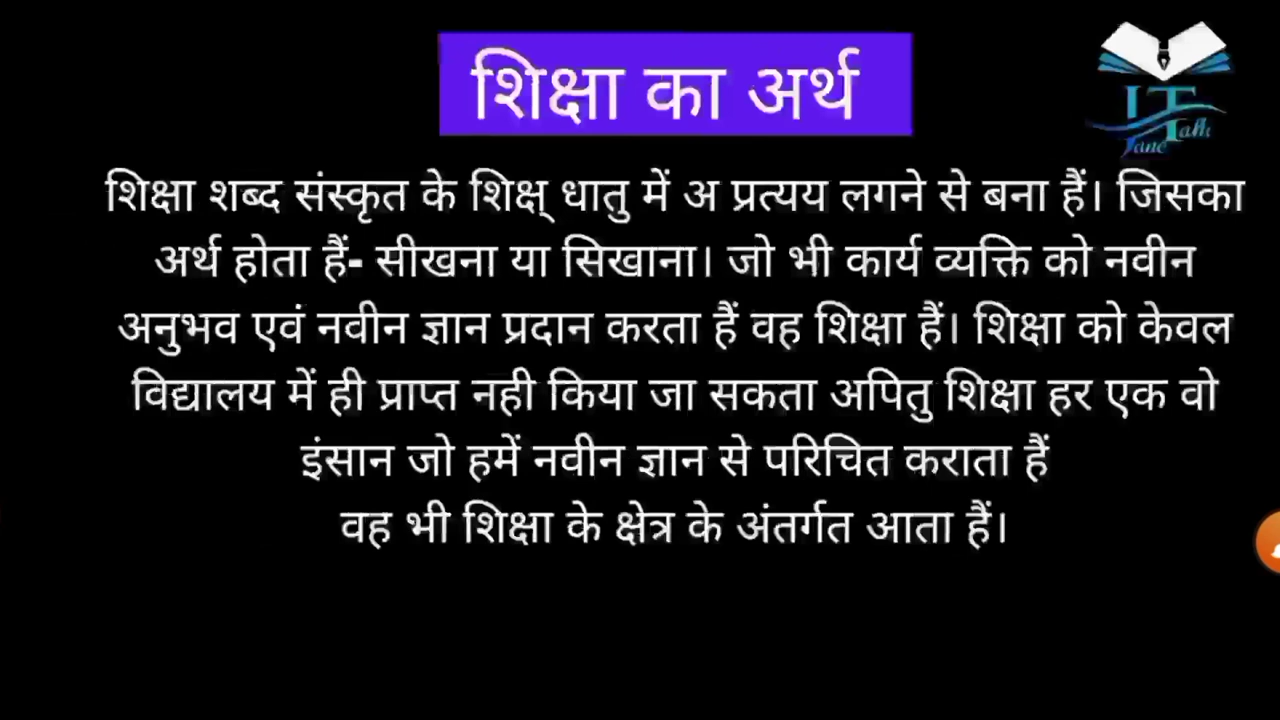 शिक्षा का अर्थ
शिक्षा शब्द संस्कृत के शिक्ष् धातु में अ प्रत्यय लगने से बना हैं। जिसका
अर्थ होता हैं- सीखना या सिखाना। जो भी कार्य व्यक्ति को नवीन
अनुभव एवं नवीन ज्ञान प्रदान करता हैं वह शिक्षा हैं। शिक्षा को केवल
विद्यालय में ही प्राप्त नही किया जा सकता अपितु शिक्षा हर एक वो
इंसान जो हमें नवीन ज्ञान से परिचित कराता हैं
वह भी शिक्षा के क्षेत्र के अंतर्गत आता हैं।